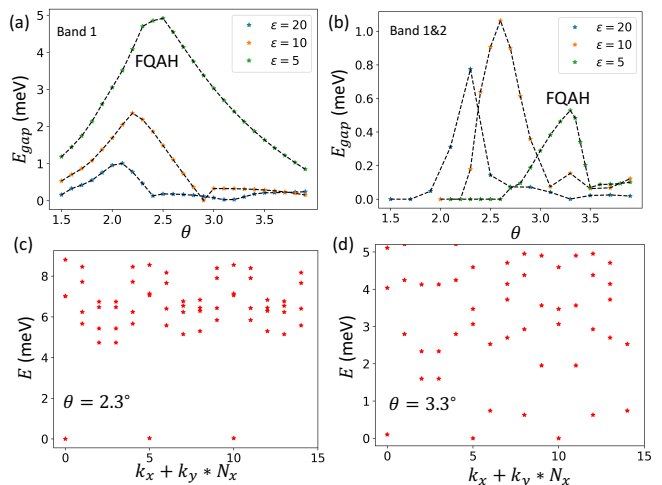 (a)
Band 1
ε = 20
ε = 10
ε = 5
FQAH
E_gap (meV)
0
1
2
3
4
5
1.5 2.0 2.5 3.0 3.5
θ
(b)
Band 1&2
ε = 20
ε = 10
ε = 5
FQAH
E_gap (meV)
0.0
0.2
0.4
0.6
0.8
1.0
1.5 2.0 2.5 3.1 3.5
θ
(c)
θ = 2.3°
E (meV)
0
2
4
6
8
0 5 10 15
k_x + k_y * N_x
(d)
θ = 3.3°
E (meV)
0
1
2
3
4
5
0 5 10 15
k_x + k_y * N_x